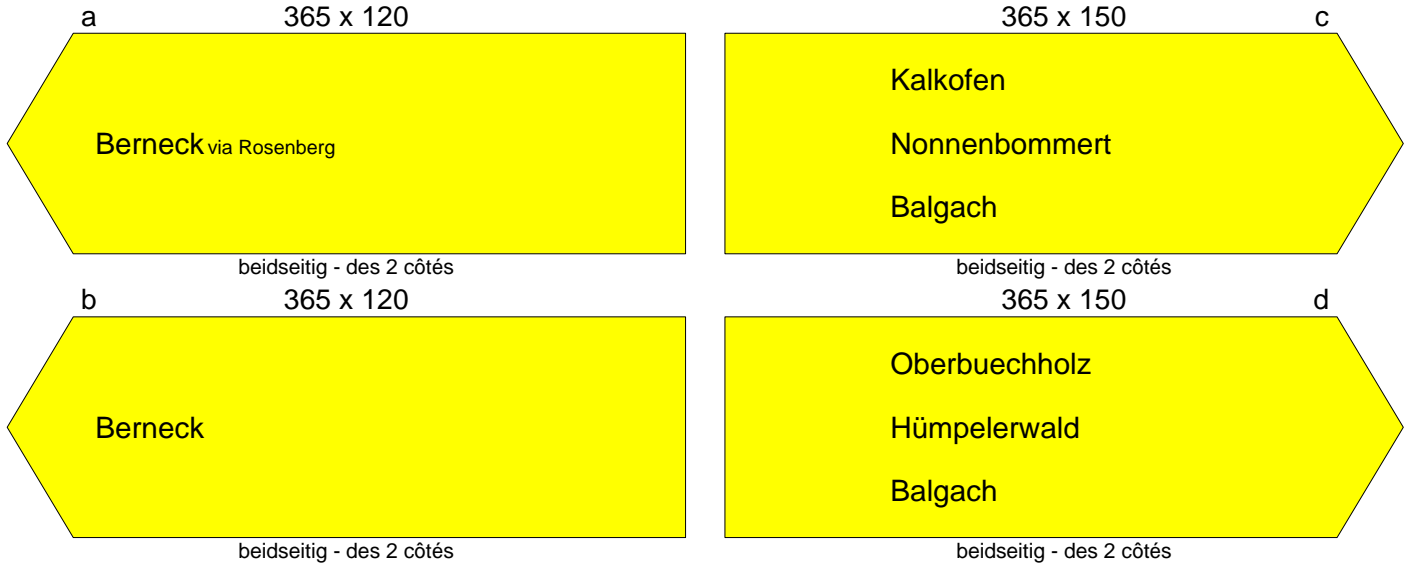 a 365 x 120
Berneck via Rosenberg
beidseitig - des 2 côtés
365 x 150 c
Kalkofen
Nonnenbommert
Balgach
beidseitig - des 2 côtés
b 365 x 120
Berneck
beidseitig - des 2 côtés
365 x 150 d
Oberbuechholz
Hümpelerwald
Balgach
beidseitig - des 2 côtés